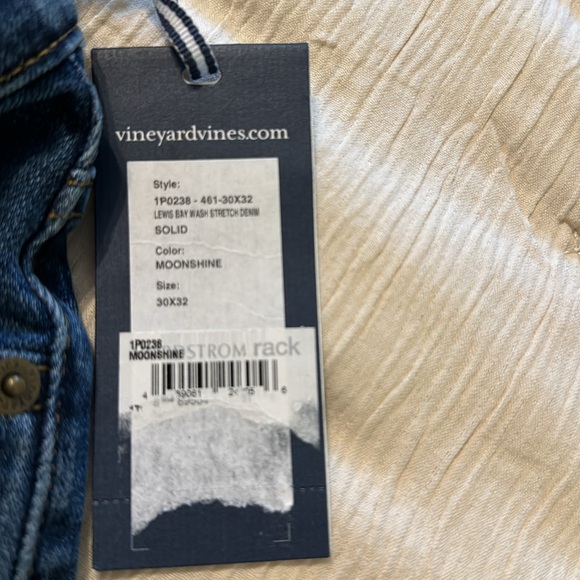 vineyardvines.com
Style:
1P0238 - 461-30X32
LEWIS BAY WASH STRETCH DENIM
SOLID
Color:
MOONSHINE
Size:
30X32
1P0238
MOONSHINE
rack